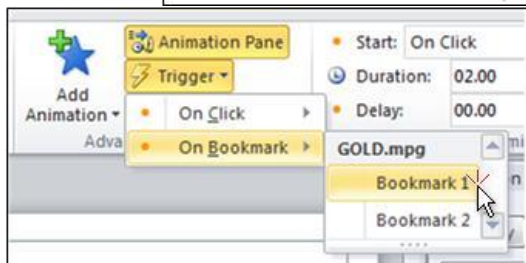 Animation Pane
Start: On Click
Trigger
Duration: 02.00
Add
Animation
On Click
Delay: 00.00
Adva
On Bookmark
GOLD.mpg
mi
Bookmark 1
n
Bookmark 2